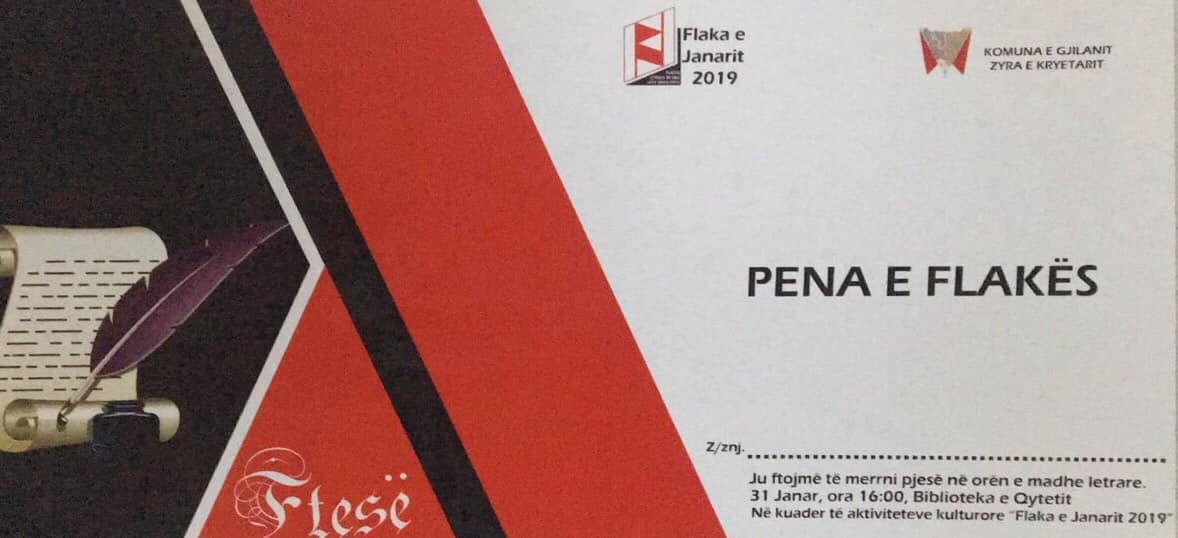 Flaka e
Janarit
2019
KOMUNA E GJILANIT
ZYRA E KRYETARIT
PENA E FLAKËS
Z/znj.
Ju ftojmë të merrni pjesë në orën e madhe letrare.
31 Janar, ora 16:00, Biblioteka e Qytetit
Në kuader të aktiviteteve kulturore "Flaka e Janarit 2019"
Ftesë